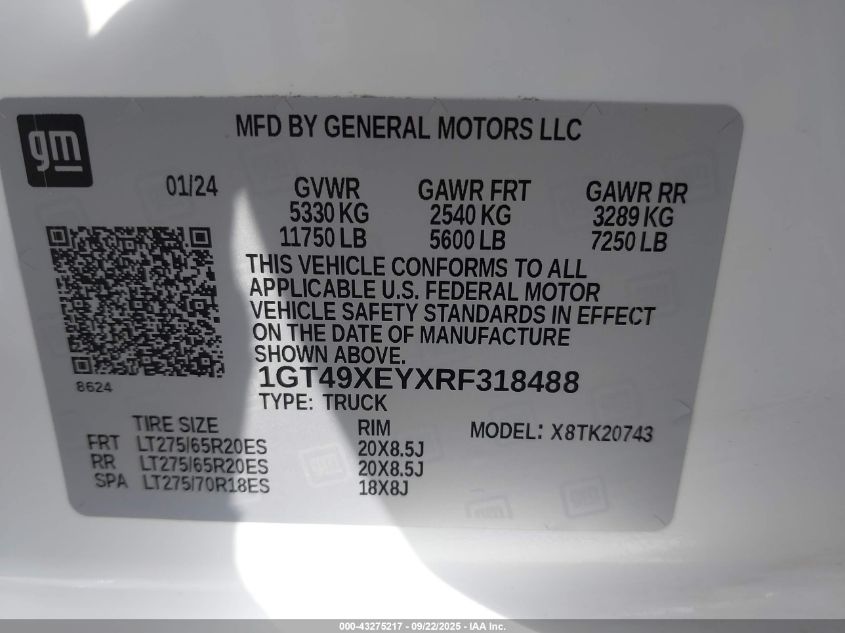 gm
MFD BY GENERAL MOTORS LLC
01/24
GVWR GAWR FRT GAWR RR
5330 KG 2540 KG 3289 KG
11750 LB 5600 LB 7250 LB
THIS VEHICLE CONFORMS TO ALL
APPLICABLE U.S. FEDERAL MOTOR
VEHICLE SAFETY STANDARDS IN EFFECT
ON THE DATE OF MANUFACTURE
SHOWN ABOVE.
8624
1GT49XEYXRF318488
TYPE: TRUCK
TIRE SIZE RIM MODEL: X8TK20743
FRT LT275/65R20ES 20X8.5J
RR LT275/65R20ES 20X8.5J
SPA LT275/70R18ES 18X8J
000-43275217 - 09/22/2025 - IAA Inc.